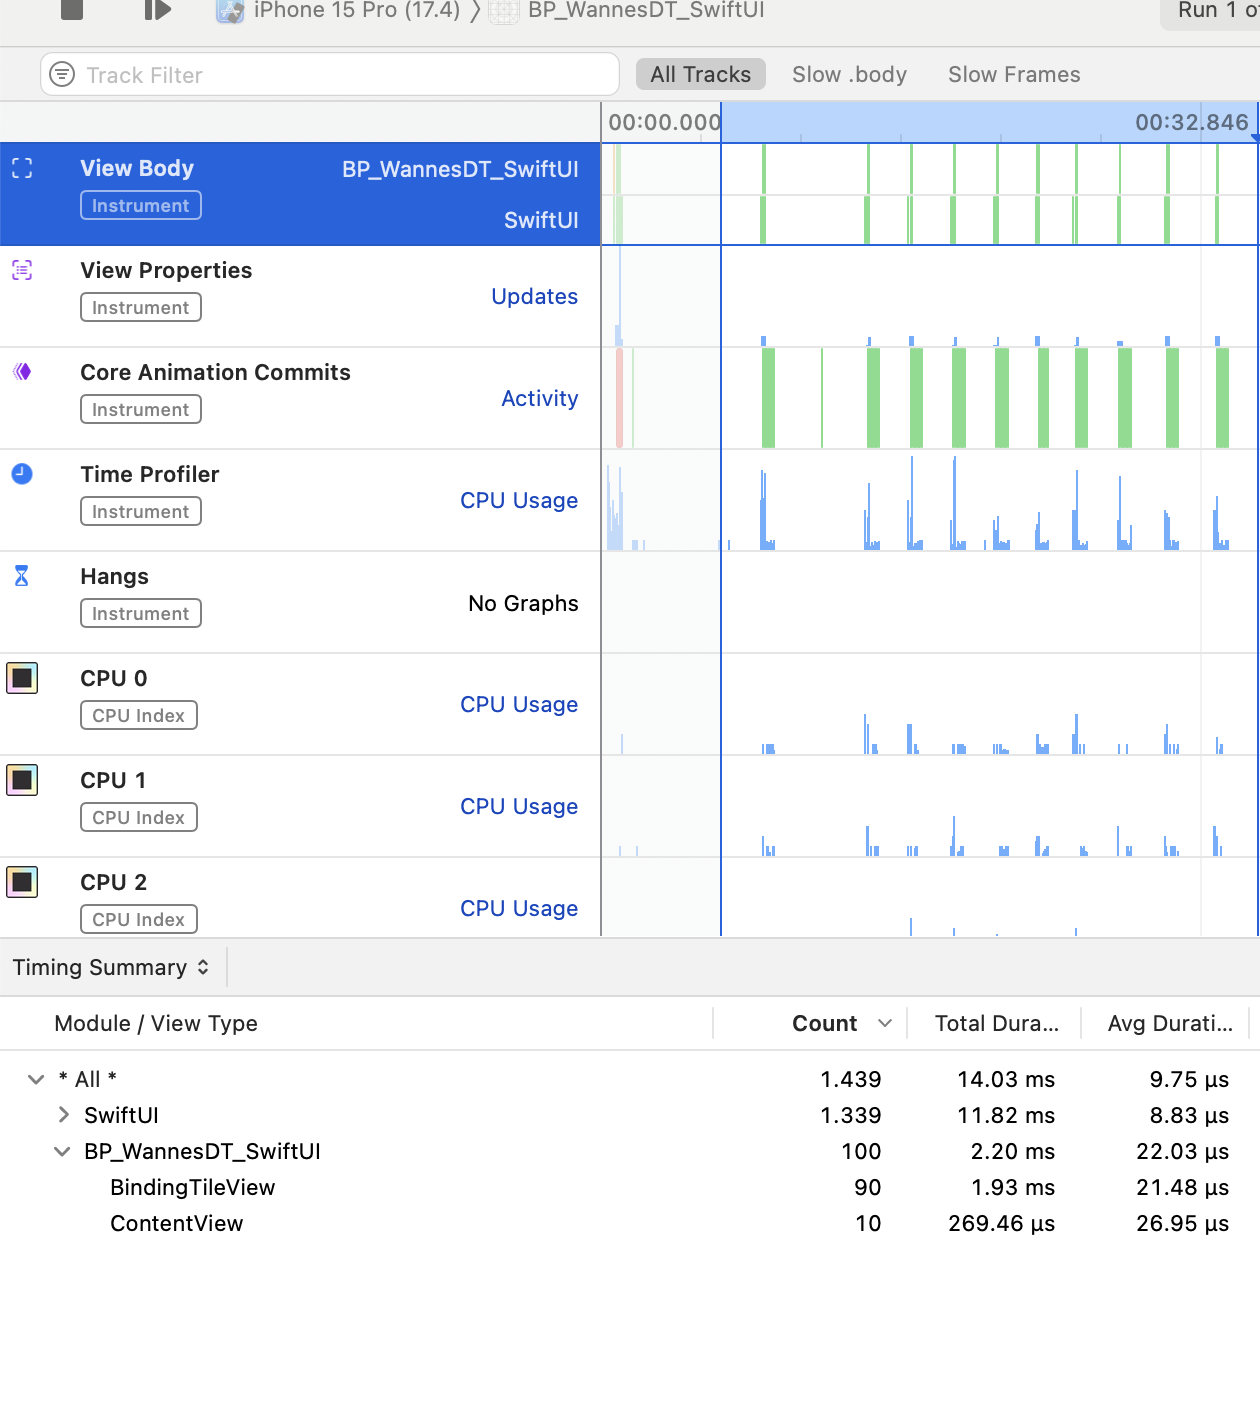 iPhone 15 Pro (17.4) 〉 BP_WannesDT_SwiftUI Run 1 o
Track Filter All Tracks Slow .body Slow Frames
00:00.000 00:32.846
View Body BP_WannesDT_SwiftUI
Instrument
SwiftUI
View Properties
Instrument
Updates
Core Animation Commits
Instrument
Activity
Time Profiler
Instrument
CPU Usage
Hangs
Instrument
No Graphs
CPU 0
CPU Index
CPU Usage
CPU 1
CPU Index
CPU Usage
CPU 2
CPU Index
CPU Usage
Timing Summary
Module / View Type Count Total Dura... Avg Durati...
* All * 1.439 14.03 ms 9.75 µs
SwiftUI 1.339 11.82 ms 8.83 µs
BP_WannesDT_SwiftUI 100 2.20 ms 22.03 µs
BindingTileView 90 1.93 ms 21.48 µs
ContentView 10 269.46 µs 26.95 µs